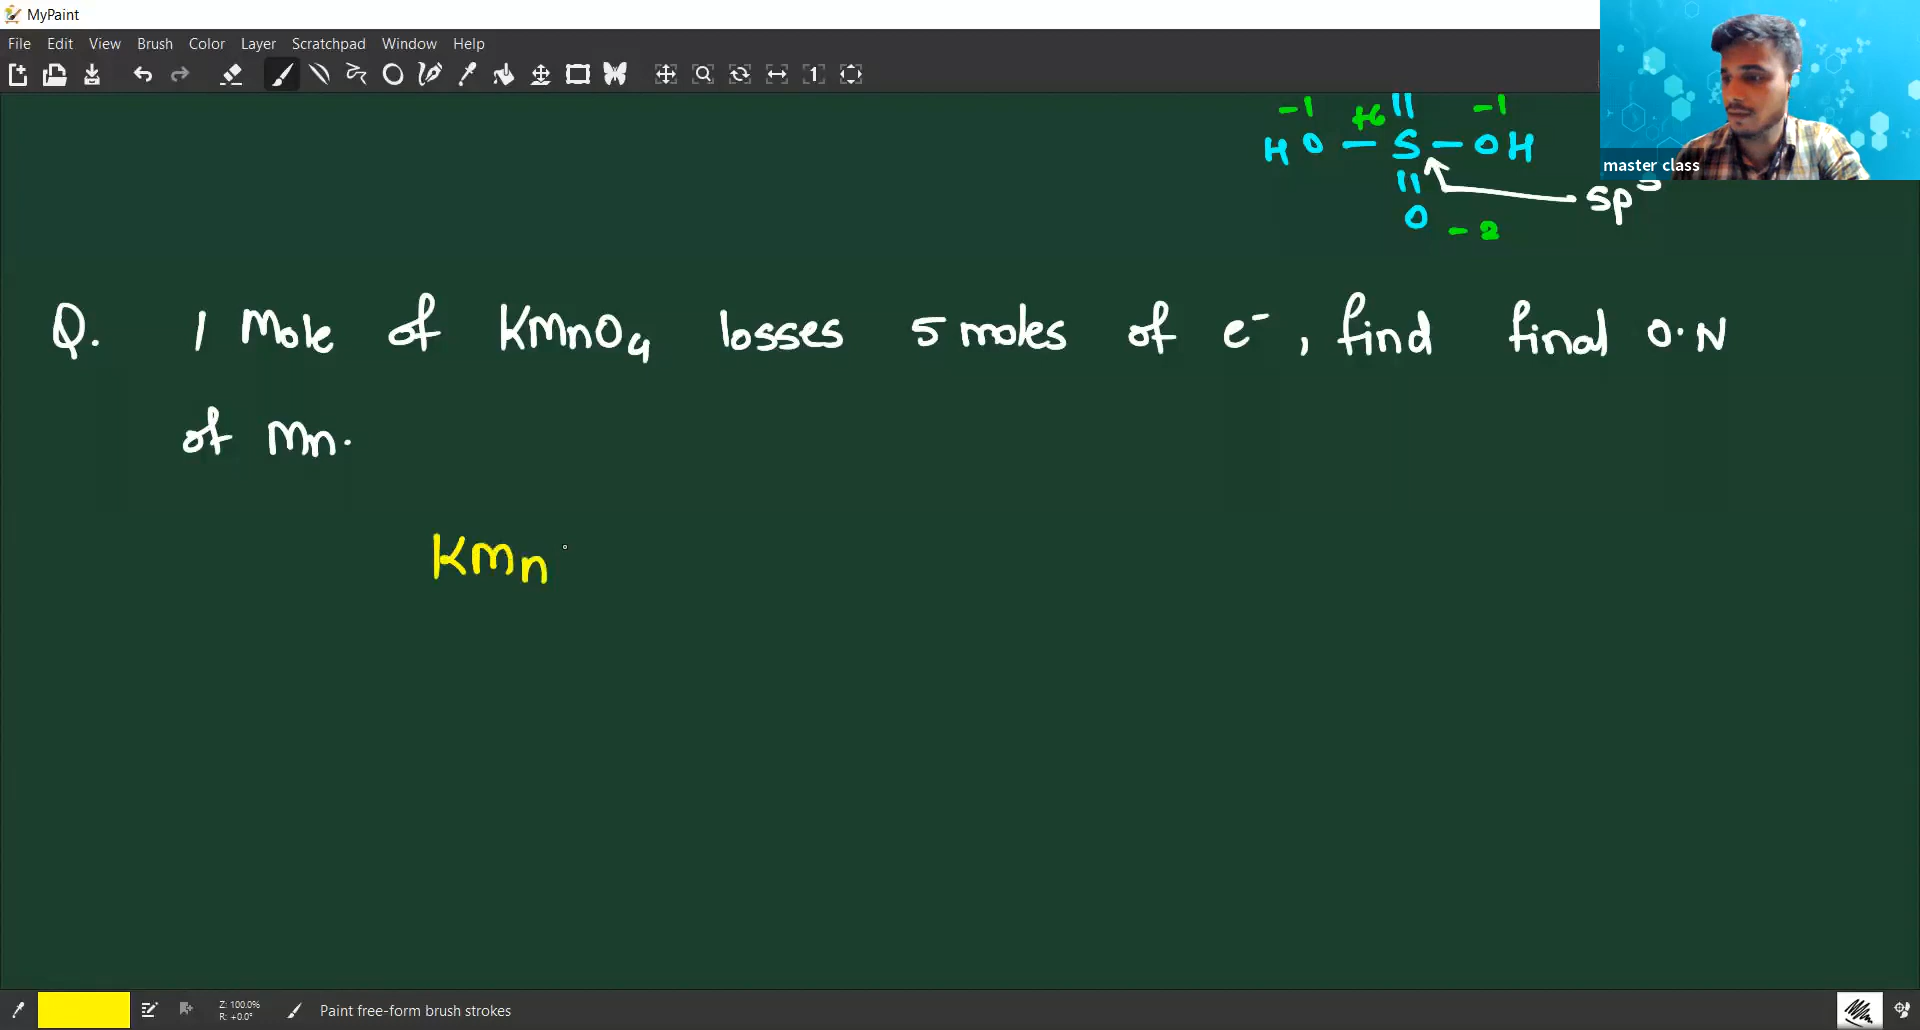 MyPaint
File Edit View Brush Color Layer Scratchpad Window Help
master class
-1 +6 || -1
HO - S - OH
||
O -2
sp3
Q. 1 Mole of KMnO4 losses 5 moles of e-, find final O.N
of Mn.
KMn
Z: 100.0%
R: +0.0°
Paint free-form brush strokes